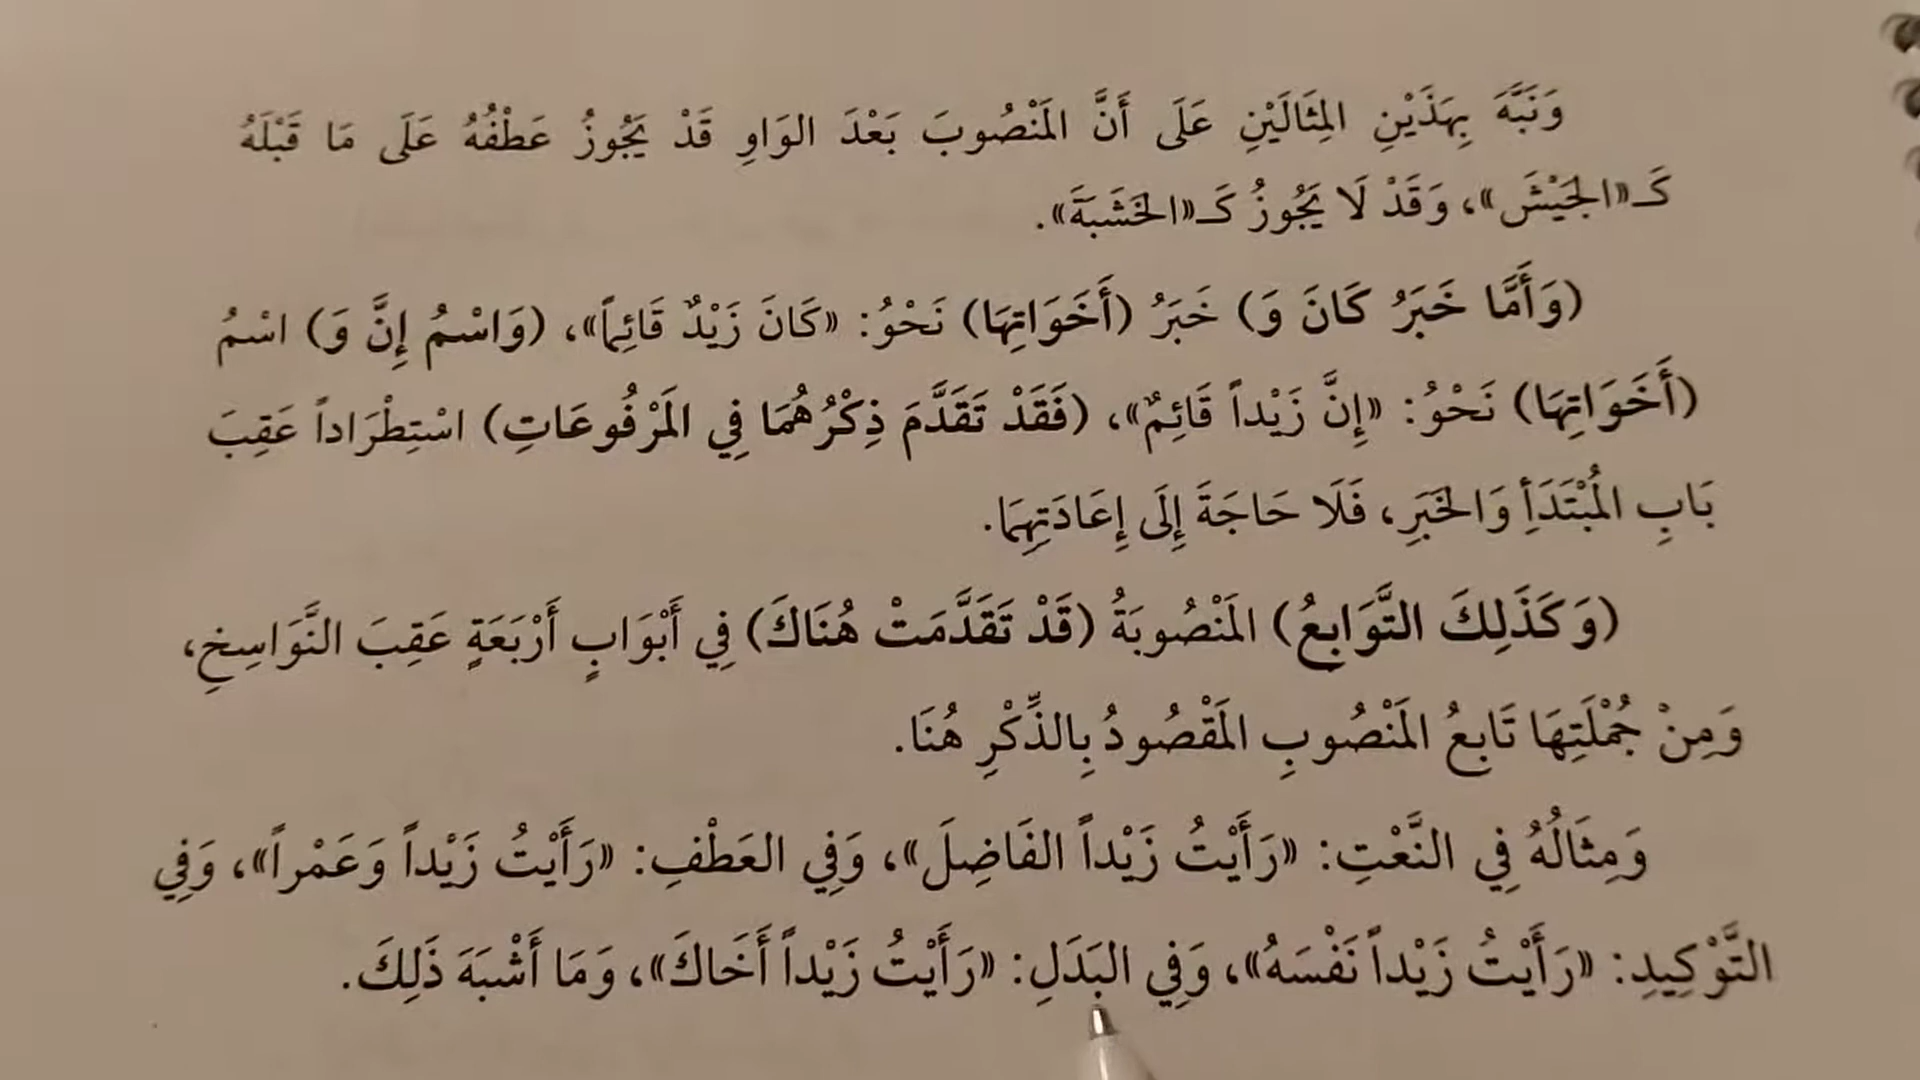 وَنَبَّهَ بِهَذَيْنِ المِثَالَيْنِ عَلَى أَنَّ المَنْصُوبَ بَعْدَ الوَاوِ قَدْ يَجُوزُ عَطْفُهُ عَلَى مَا قَبْلَهُ
كَـ«الجَيْشَ»، وَقَدْ لَا يَجُوزُ كَـ«الخَشَبَةَ».
(وَأَمَّا خَبَرُ كَانَ وَ) خَبَرُ (أَخَوَاتِهَا) نَحْوُ: «كَانَ زَيْدٌ قَائِماً»، (وَاسْمُ إِنَّ وَ) اسْمُ
(أَخَوَاتِهَا) نَحْوُ: «إِنَّ زَيْداً قَائِمٌ»، (فَقَدْ تَقَدَّمَ ذِكْرُهُمَا فِي المَرْفُوعَاتِ) اسْتِطْرَاداً عَقِبَ
بَابِ المُبْتَدَأِ وَالخَبَرِ، فَلَا حَاجَةَ إِلَى إِعَادَتِهِمَا.
(وَكَذَلِكَ التَّوَابِعُ) المَنْصُوبَةُ (قَدْ تَقَدَّمَتْ هُنَاكَ) فِي أَبْوَابٍ أَرْبَعَةٍ عَقِبَ النَّوَاسِخِ،
وَمِنْ جُمْلَتِهَا تَابِعُ المَنْصُوبِ المَقْصُودُ بِالذِّكْرِ هُنَا.
وَمِثَالُهُ فِي النَّعْتِ: «رَأَيْتُ زَيْداً الفَاضِلَ»، وَفِي العَطْفِ: «رَأَيْتُ زَيْداً وَعَمْراً»، وَفِي
التَّوْكِيدِ: «رَأَيْتُ زَيْداً نَفْسَهُ»، وَفِي البَدَلِ: «رَأَيْتُ زَيْداً أَخَاكَ»، وَمَا أَشْبَهَ ذَلِكَ.